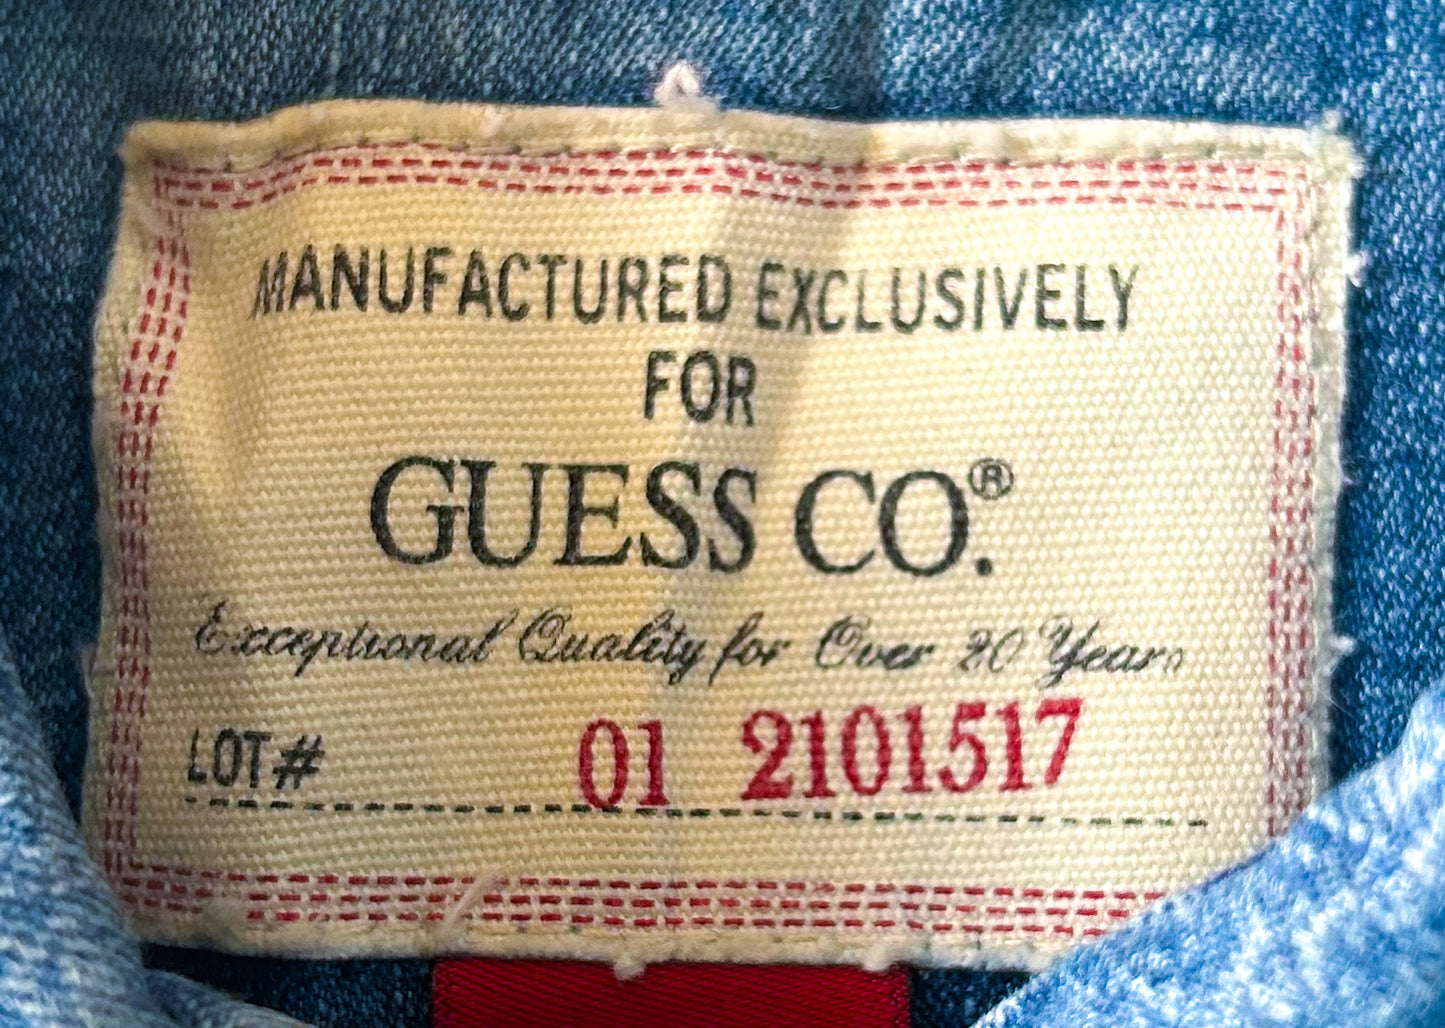 MANUFACTURED EXCLUSIVELY
FOR
GUESS CO.®
Exceptional Quality for Over 20 Years
LOT# 01 2101517